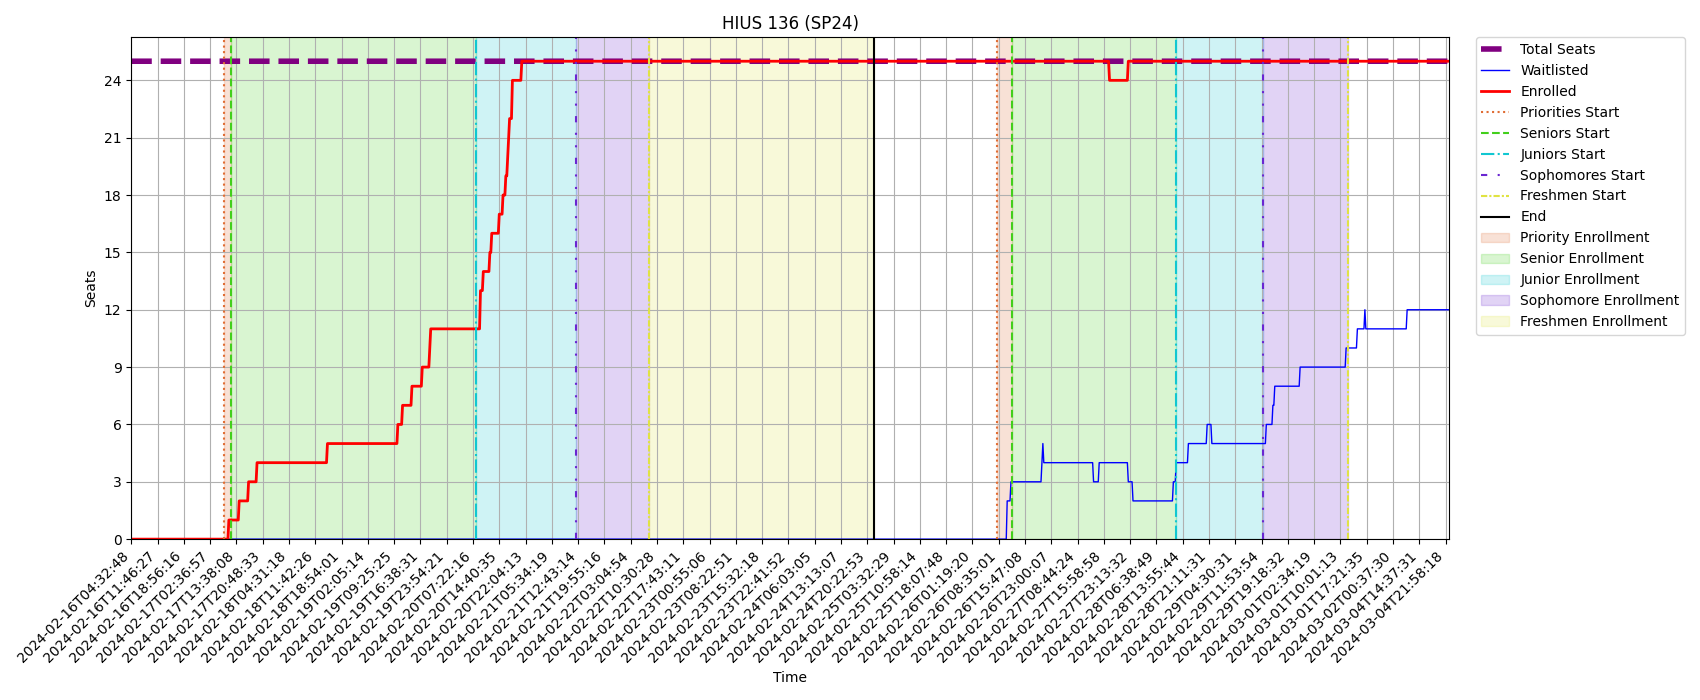 HIUS 136 (SP24)
Seats
24
21
18
15
12
9
6
3
0
2024-02-16T04:32:48
2024-02-16T11:46:27
2024-02-16T18:56:16
2024-02-17T02:36:57
2024-02-17T13:38:08
2024-02-17T20:48:33
2024-02-18T04:31:18
2024-02-18T11:42:26
2024-02-18T18:54:01
2024-02-19T02:05:14
2024-02-19T09:25:25
2024-02-19T16:38:31
2024-02-19T23:54:21
2024-02-20T07:22:16
2024-02-20T14:40:35
2024-02-20T22:04:13
2024-02-21T05:34:19
2024-02-21T12:43:14
2024-02-21T19:55:16
2024-02-22T03:04:54
2024-02-22T10:30:28
2024-02-22T17:43:11
2024-02-23T00:55:06
2024-02-23T08:22:51
2024-02-23T15:32:18
2024-02-23T22:41:52
2024-02-24T06:03:05
2024-02-24T13:13:07
2024-02-24T20:22:53
2024-02-25T03:32:29
2024-02-25T10:58:14
2024-02-25T18:07:48
2024-02-26T01:19:20
2024-02-26T08:35:01
2024-02-26T15:47:08
2024-02-26T23:00:07
2024-02-27T08:44:24
2024-02-27T15:58:58
2024-02-27T23:13:32
2024-02-28T06:38:49
2024-02-28T13:55:44
2024-02-28T21:11:31
2024-02-29T04:30:31
2024-02-29T11:53:54
2024-02-29T19:18:32
2024-03-01T02:34:19
2024-03-01T10:01:13
2024-03-01T17:21:35
2024-03-02T00:37:30
2024-03-04T14:37:31
2024-03-04T21:58:18
Time
Total Seats
Waitlisted
Enrolled
Priorities Start
Seniors Start
Juniors Start
Sophomores Start
Freshmen Start
End
Priority Enrollment
Senior Enrollment
Junior Enrollment
Sophomore Enrollment
Freshmen Enrollment